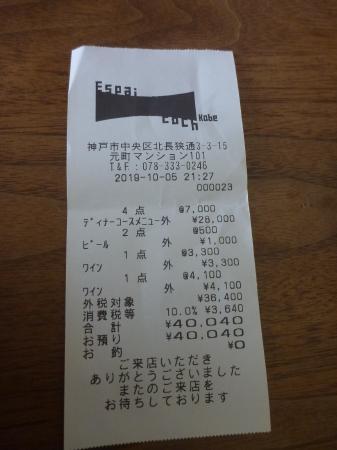 Espai
Coch Kobe
神戸市中央区北長狭通3-3-15
元町マンション101
T&F.:078-333-0246
2019-10-05 21:27
000023
4 点 @7,000
ディナーコースメニュー外 ¥28,000
2 点 @500
ビール 外 ¥1,000
1 点 @3,300
ワイン 外 ¥3,300
1 点 @4,100
ワイン 外 ¥4,100
外税対象 ¥36,400
消費税等 10.0% ¥3,640
合 計 ¥40,040
お預り ¥40,040
お 釣 ¥0
ご来店いただき
ありがとうございました
またのご来店を
お待ちしております